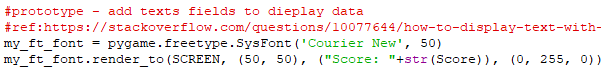 #prototype - add texts fields to dieplay data
#ref:https://stackoverflow.com/questions/10077644/how-to-display-text-with-
my_ft_font = pygame.freetype.SysFont('Courier New', 50)
my_ft_font.render_to(SCREEN, (50, 50), ("Score: "+str(Score)), (0, 255, 0))